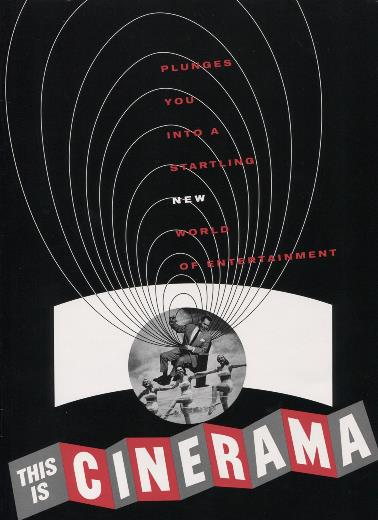 PLUNGES
YOU
INTO A
STARTLING
NEW
WORLD
OF ENTERTAINMENT
THIS
IS
CINERAMA